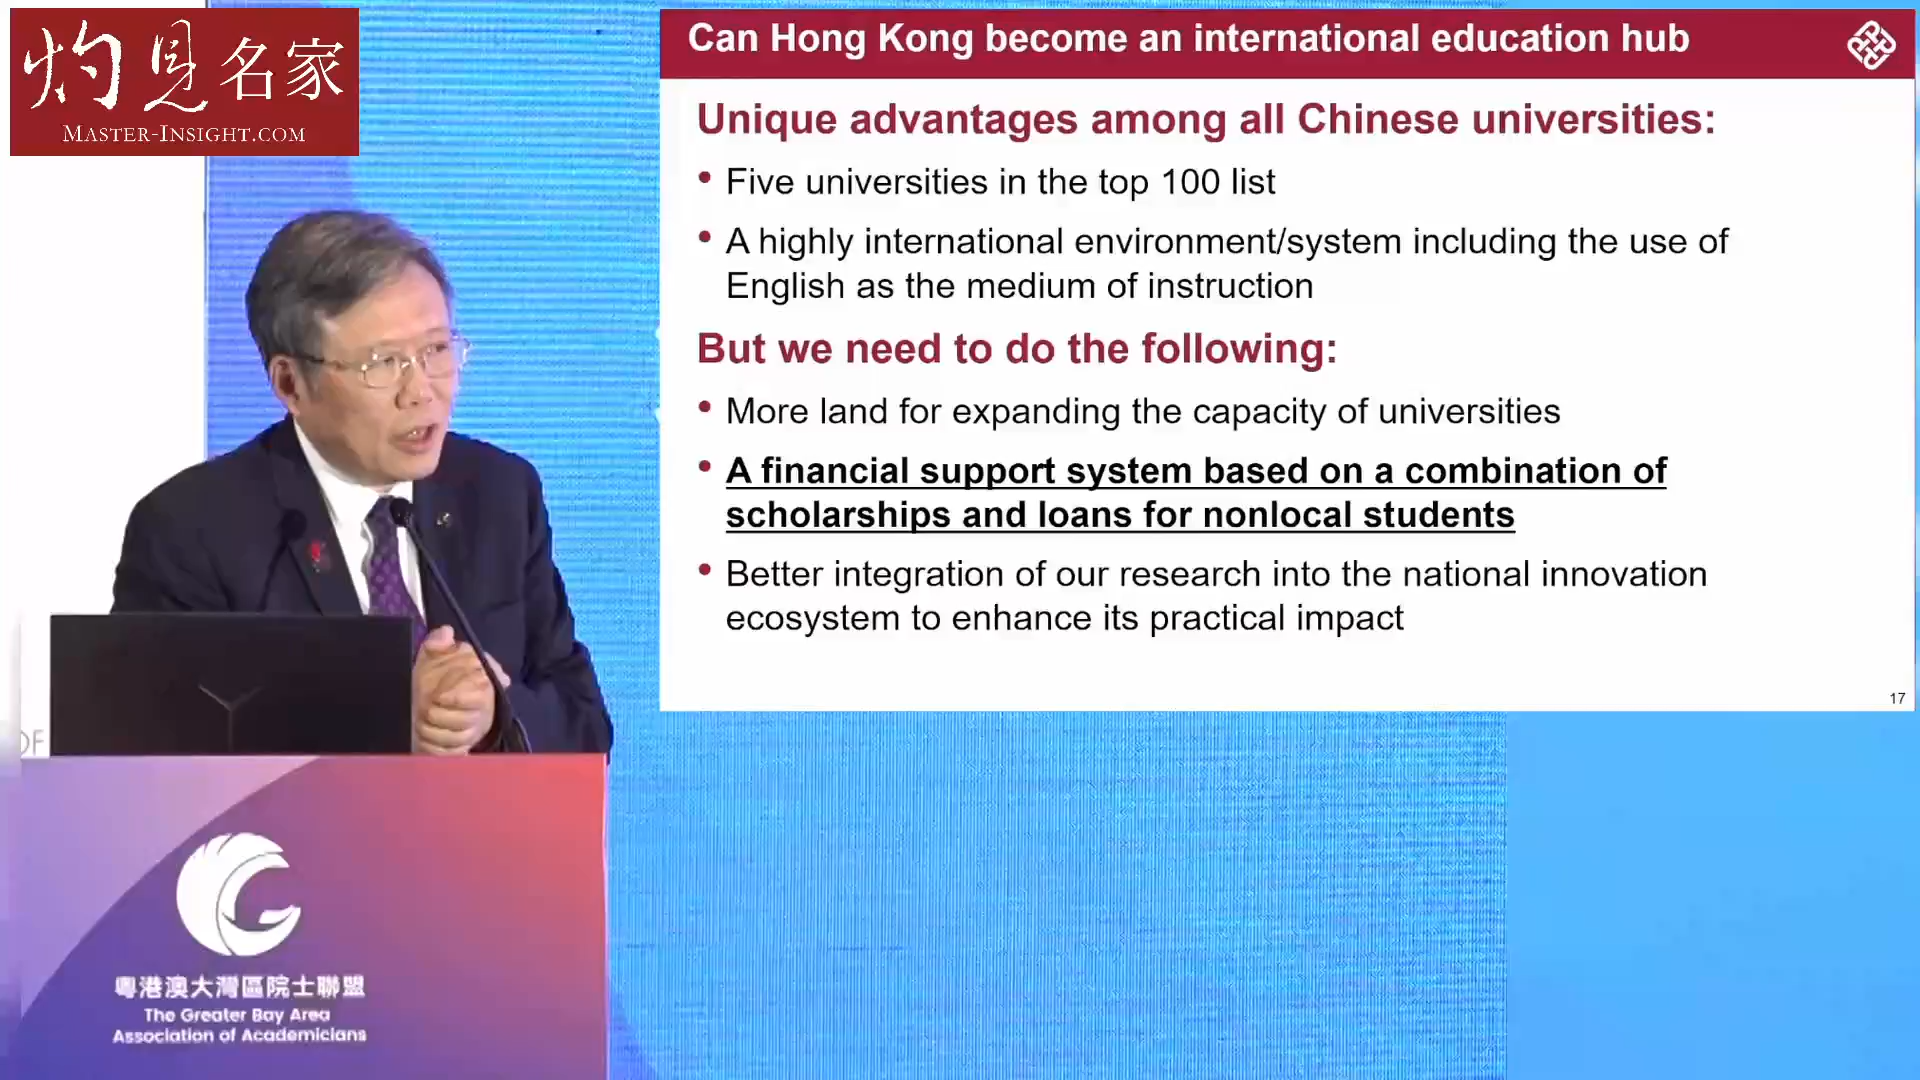 灼見名家
MASTER-INSIGHT.COM
Can Hong Kong become an international education hub
Unique advantages among all Chinese universities:
• Five universities in the top 100 list
• A highly international environment/system including the use of
English as the medium of instruction
But we need to do the following:
• More land for expanding the capacity of universities
• A financial support system based on a combination of
scholarships and loans for nonlocal students
• Better integration of our research into the national innovation
ecosystem to enhance its practical impact
17
OF
粵港澳大灣區院士聯盟
The Greater Bay Area
Association of Academicians